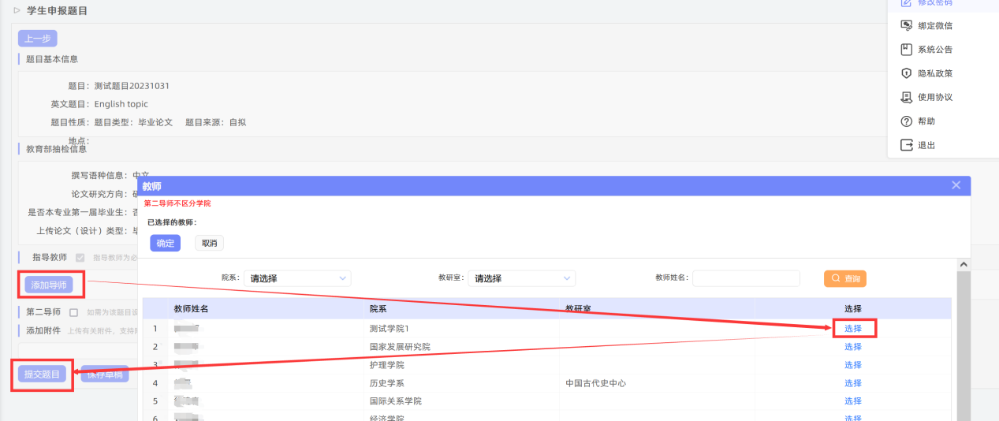 学生申报题目
修改密码
绑定微信
系统公告
隐私政策
使用协议
帮助
退出
上一步
题目基本信息
题目：测试题目20231031
英文题目：English topic
题目性质：题目类型：毕业论文 题目来源：自拟
地点：
教育部抽检信息
撰写语种信息：中文
论文研究方向：
是否本专业第一届毕业生：否
上传论文（设计）类型：
指导教师 指导教师为必
添加导师
第二导师 如需为该题目设
添加附件 上传有关附件，支持
提交题目 保存草稿
教师
第二导师不区分学院
已选择的教师：
确定 取消
院系： 请选择 教研室： 请选择 教师姓名： 查询
教师姓名 院系 教研室 选择
1 测试学院1 选择
2 国家发展研究院 选择
3 护理学院 选择
4 历史学系 中国古代史中心 选择
5 国际关系学院 选择
6 经济学院 选择